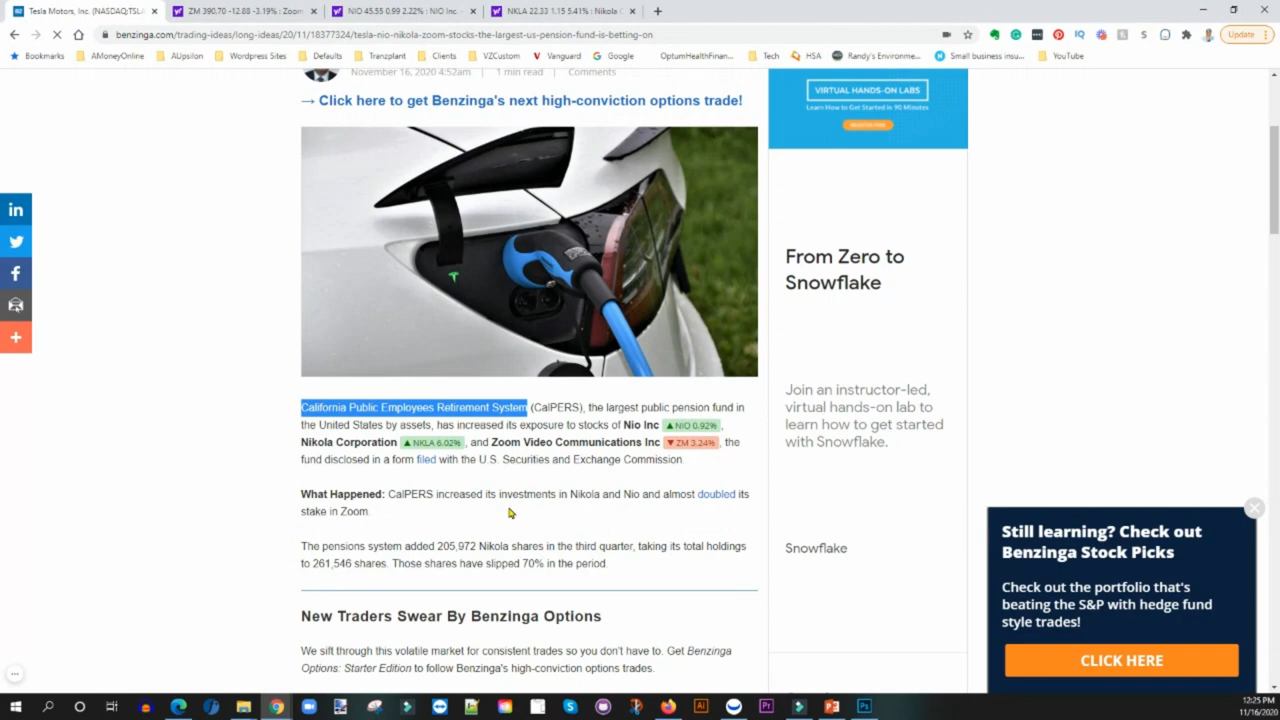 Tesla Motors, Inc. (NASDAQ:TSL
ZM 390.70 -12.88 -3.19% : Zoom
NIO 45.55 0.99 2.22% : NIO Inc.
NKLA 22.33 1.15 5.41% : Nikola
benzinga.com/trading-ideas/long-ideas/20/11/18377324/tesla-nio-nikola-zoom-stocks-the-largest-us-pension-fund-is-betting-on
Update
Bookmarks AMoneyOnline AUpsilon Wordpress Sites Defaults Transplant Clients VZCustom Vanguard Google OptumHealthFinan... Tech HSA Randy's Environme... Small business insu... YouTube
November 16, 2020 4:52am | 1 min read | Comments
→ Click here to get Benzinga's next high-conviction options trade!
California Public Employees Retirement System (CalPERS), the largest public pension fund in
the United States by assets, has increased its exposure to stocks of Nio Inc ▲ NIO 0.92% ,
Nikola Corporation ▲ NKLA 6.02% , and Zoom Video Communications Inc ▼ ZM 3.24% , the
fund disclosed in a form filed with the U.S. Securities and Exchange Commission.
What Happened: CalPERS increased its investments in Nikola and Nio and almost doubled its
stake in Zoom.
The pensions system added 205,972 Nikola shares in the third quarter, taking its total holdings
to 261,546 shares. Those shares have slipped 70% in the period.
New Traders Swear By Benzinga Options
We sift through this volatile market for consistent trades so you don't have to. Get Benzinga
Options: Starter Edition to follow Benzinga's high-conviction options trades.
VIRTUAL HANDS-ON LABS
Learn How to Get Started in 90 Minutes
From Zero to
Snowflake
Join an instructor-led,
virtual hands-on lab to
learn how to get started
with Snowflake.
Snowflake
Still learning? Check out
Benzinga Stock Picks
Check out the portfolio that's
beating the S&P with hedge fund
style trades!
CLICK HERE
12:25 PM
11/16/2020